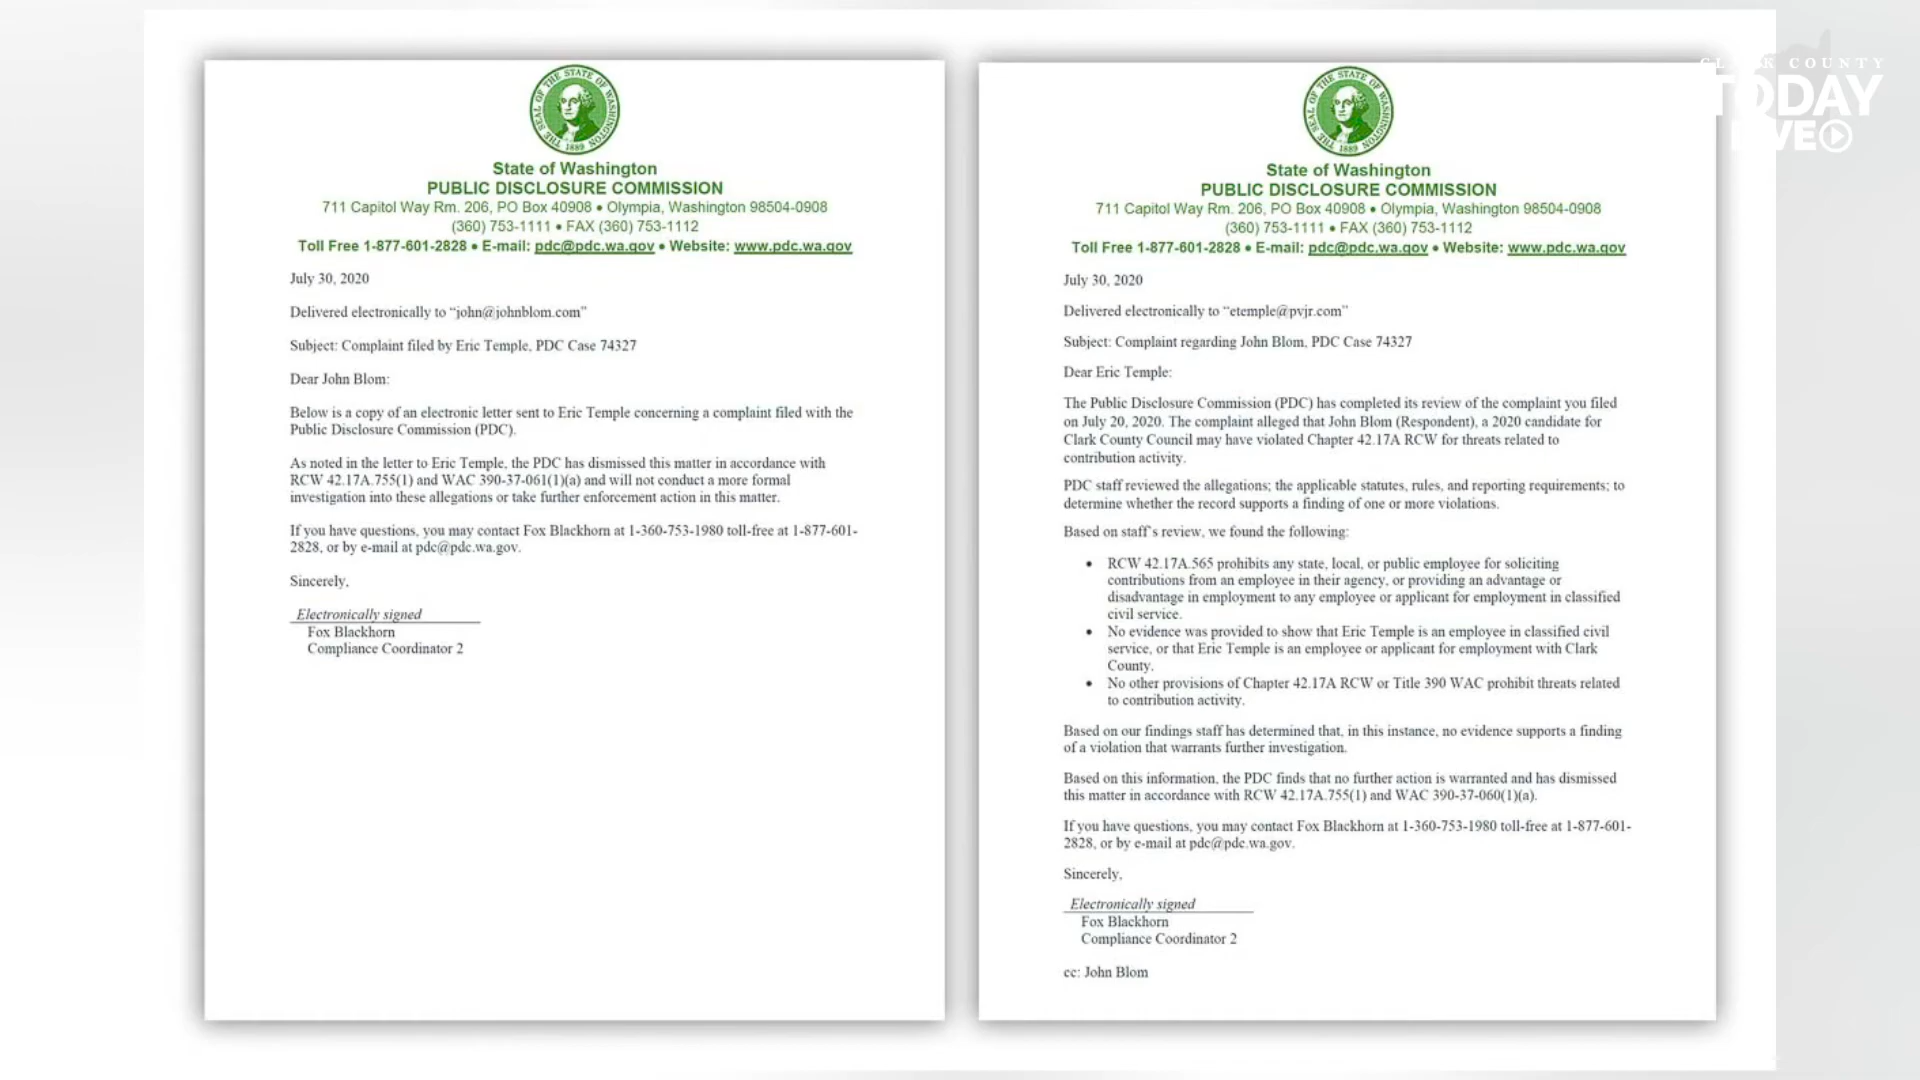 THE SEAL OF THE STATE OF WASHINGTON
1889
State of Washington
PUBLIC DISCLOSURE COMMISSION
711 Capitol Way Rm. 206, PO Box 40908 • Olympia, Washington 98504-0908
(360) 753-1111 • FAX (360) 753-1112
Toll Free 1-877-601-2828 • E-mail: pdc@pdc.wa.gov • Website: www.pdc.wa.gov
July 30, 2020
Delivered electronically to “john@johnblom.com”
Subject: Complaint filed by Eric Temple, PDC Case 74327
Dear John Blom:
Below is a copy of an electronic letter sent to Eric Temple concerning a complaint filed with the
Public Disclosure Commission (PDC).
As noted in the letter to Eric Temple, the PDC has dismissed this matter in accordance with
RCW 42.17A.755(1) and WAC 390-37-061(1)(a) and will not conduct a more formal
investigation into these allegations or take further enforcement action in this matter.
If you have questions, you may contact Fox Blackhorn at 1-360-753-1980 toll-free at 1-877-601-
2828, or by e-mail at pdc@pdc.wa.gov.
Sincerely,
Electronically signed
Fox Blackhorn
Compliance Coordinator 2
THE SEAL OF THE STATE OF WASHINGTON
1889
State of Washington
PUBLIC DISCLOSURE COMMISSION
711 Capitol Way Rm. 206, PO Box 40908 • Olympia, Washington 98504-0908
(360) 753-1111 • FAX (360) 753-1112
Toll Free 1-877-601-2828 • E-mail: pdc@pdc.wa.gov • Website: www.pdc.wa.gov
July 30, 2020
Delivered electronically to “etemple@pvjr.com”
Subject: Complaint regarding John Blom, PDC Case 74327
Dear Eric Temple:
The Public Disclosure Commission (PDC) has completed its review of the complaint you filed
on July 20, 2020. The complaint alleged that John Blom (Respondent), a 2020 candidate for
Clark County Council may have violated Chapter 42.17A RCW for threats related to
contribution activity.
PDC staff reviewed the allegations; the applicable statutes, rules, and reporting requirements; to
determine whether the record supports a finding of one or more violations.
Based on staff's review, we found the following:
• RCW 42.17A.565 prohibits any state, local, or public employee for soliciting
contributions from an employee in their agency, or providing an advantage or
disadvantage in employment to any employee or applicant for employment in classified
civil service.
• No evidence was provided to show that Eric Temple is an employee in classified civil
service, or that Eric Temple is an employee or applicant for employment with Clark
County.
• No other provisions of Chapter 42.17A RCW or Title 390 WAC prohibit threats related
to contribution activity.
Based on our findings staff has determined that, in this instance, no evidence supports a finding
of a violation that warrants further investigation.
Based on this information, the PDC finds that no further action is warranted and has dismissed
this matter in accordance with RCW 42.17A.755(1) and WAC 390-37-060(1)(a).
If you have questions, you may contact Fox Blackhorn at 1-360-753-1980 toll-free at 1-877-601-
2828, or by e-mail at pdc@pdc.wa.gov.
Sincerely,
Electronically signed
Fox Blackhorn
Compliance Coordinator 2
cc: John Blom
CLARK COUNTY
TODAY
LIVE